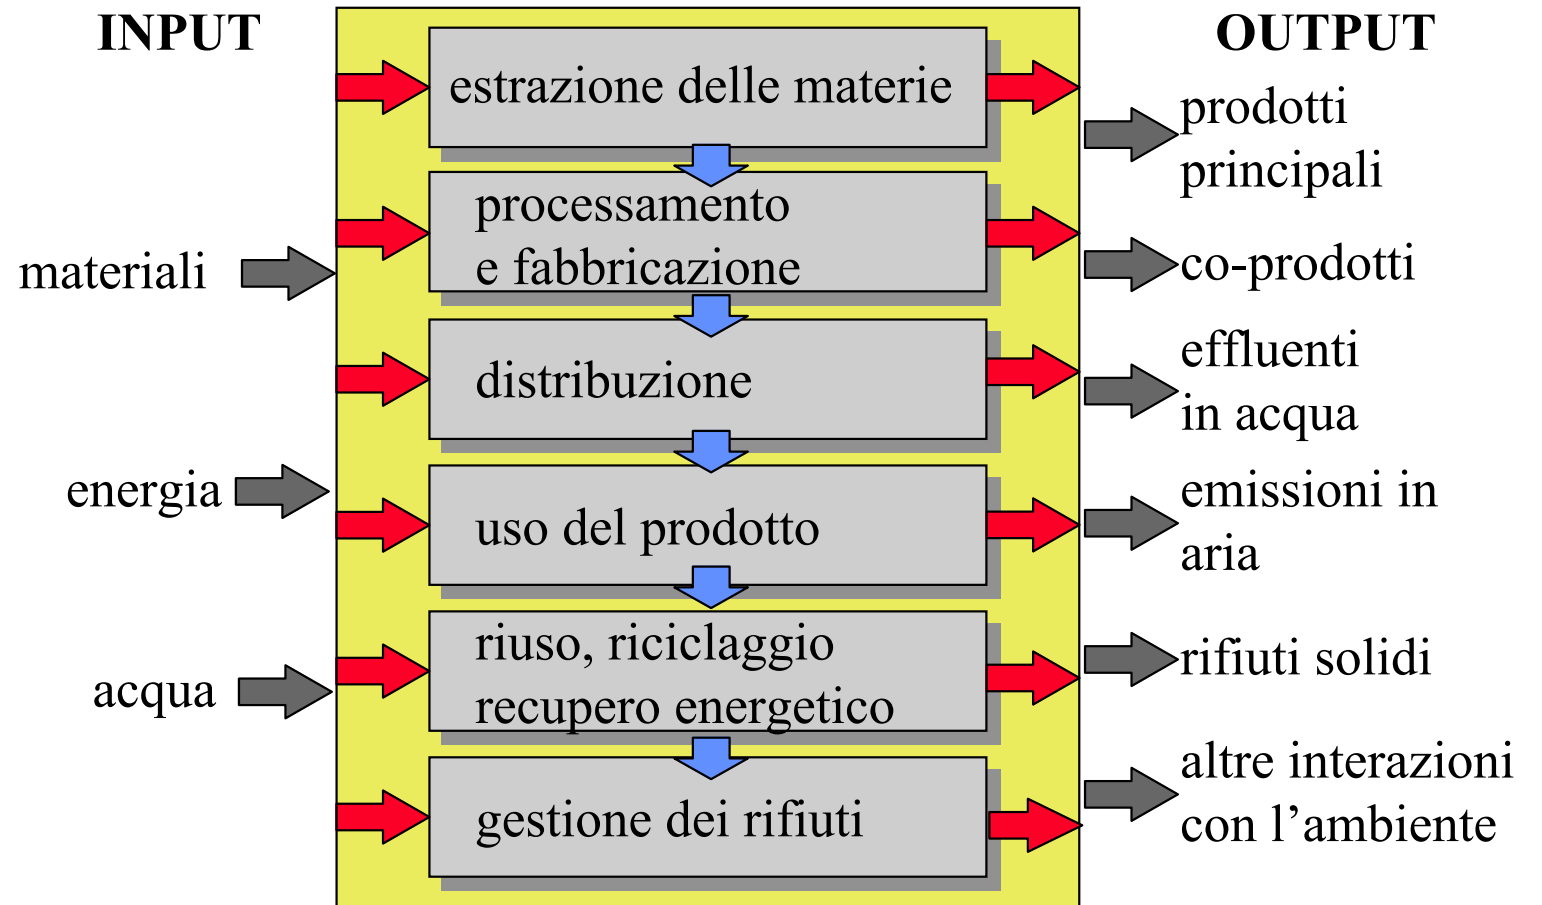 INPUT
OUTPUT
estrazione delle materie
prodotti
principali
processamento
e fabbricazione
materiali
co-prodotti
distribuzione
effluenti
in acqua
energia
uso del prodotto
emissioni in
aria
riuso, riciclaggio
recupero energetico
acqua
rifiuti solidi
gestione dei rifiuti
altre interazioni
con l’ambiente